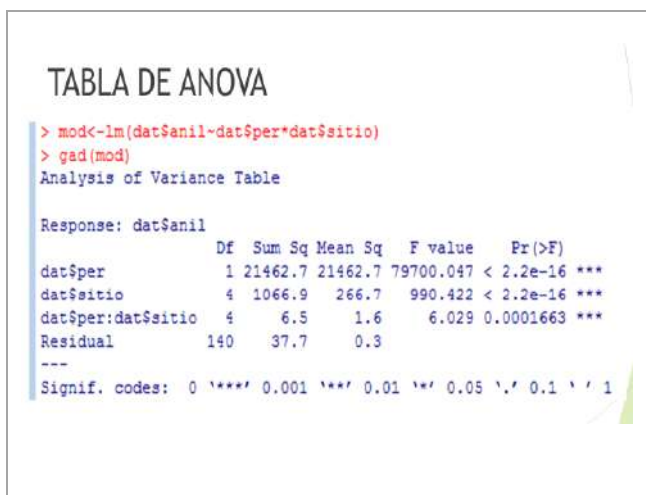 TABLA DE ANOVA
> mod<-lm(dat$anil~dat$per*dat$sitio)
> gad(mod)
Analysis of Variance Table
Response: dat$anil
Df Sum Sq Mean Sq F value Pr(>F)
dat$per 1 21462.7 21462.7 79700.047 < 2.2e-16 ***
dat$sitio 4 1066.9 266.7 990.422 < 2.2e-16 ***
dat$per:dat$sitio 4 6.5 1.6 6.029 0.0001663 ***
Residual 140 37.7 0.3
---
Signif. codes: 0 '***' 0.001 '**' 0.01 '*' 0.05 '.' 0.1 ' ' 1